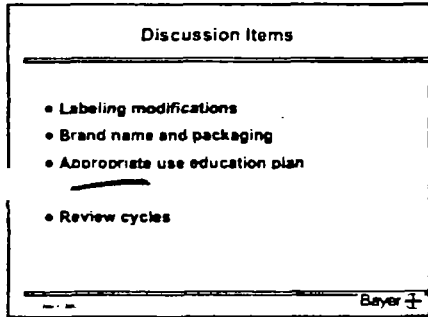 Discussion Items
• Labeling modifications
• Brand name and packaging
• Appropriate use education plan
• Review cycles
Bayer